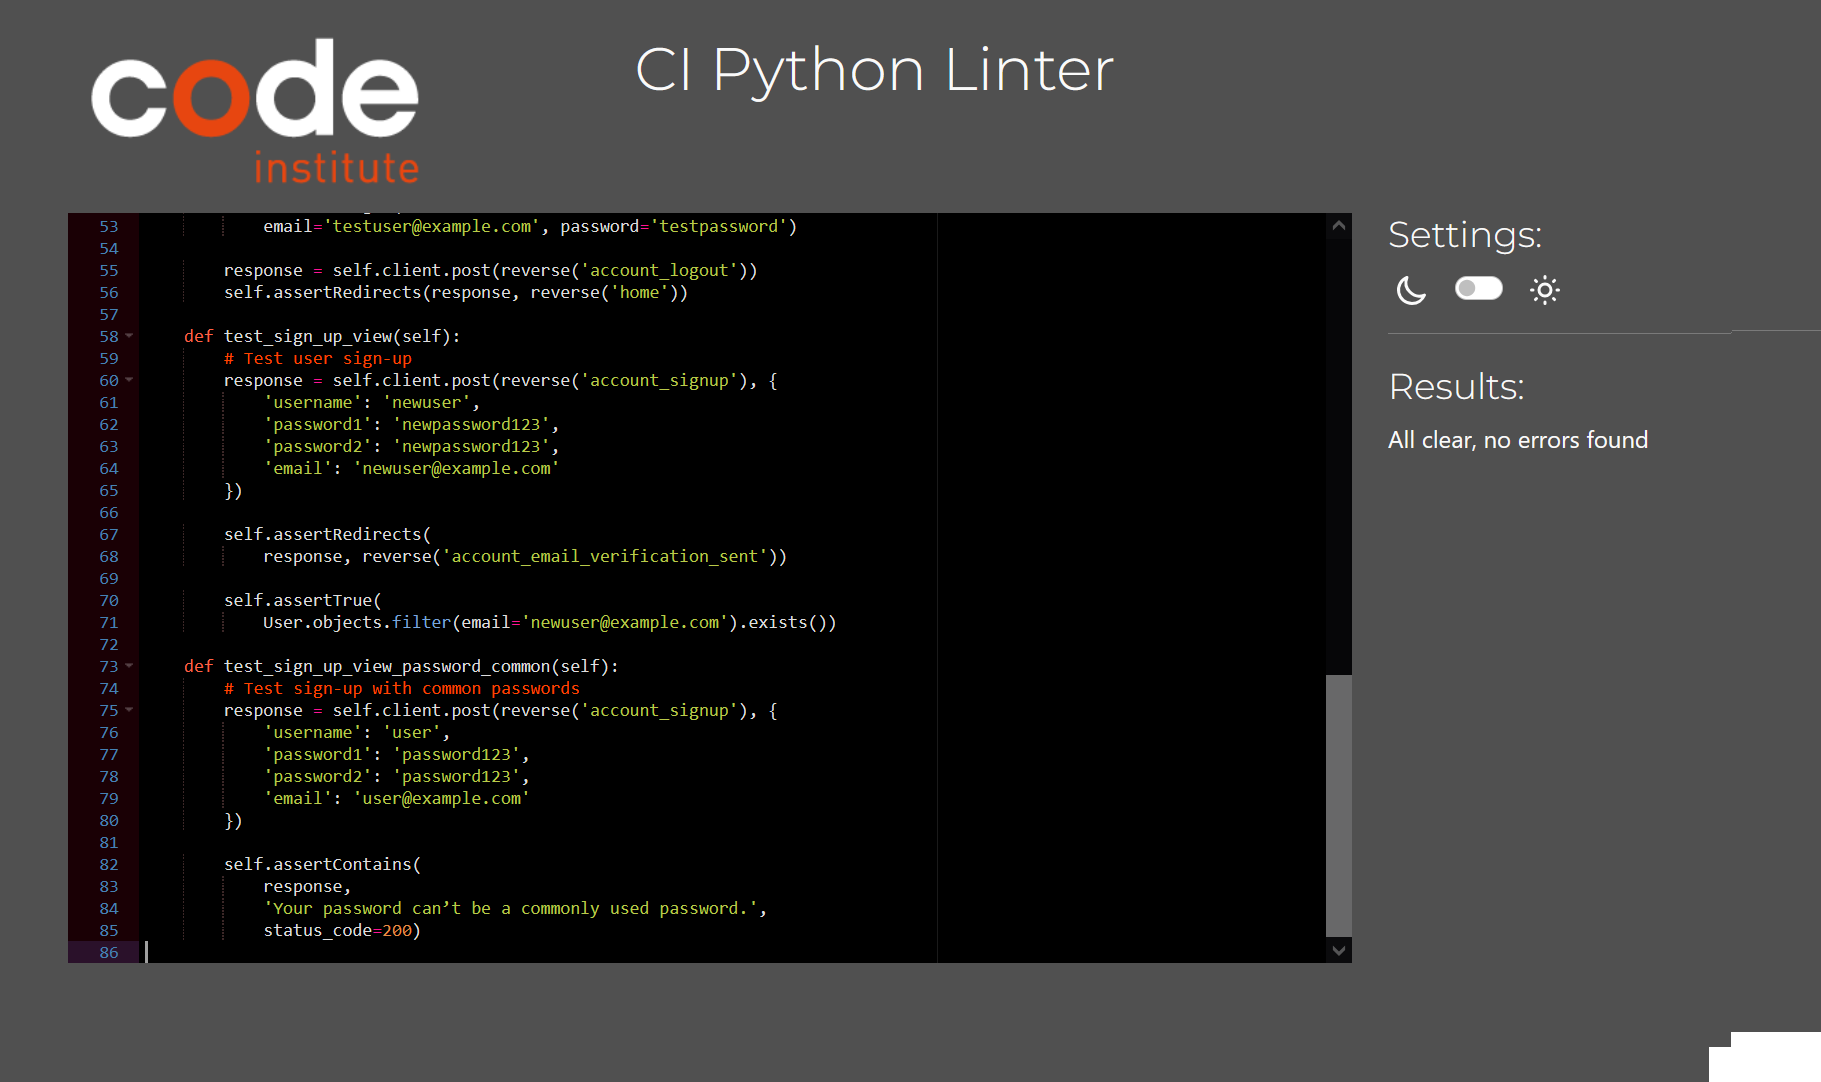 code
institute
CI Python Linter
53 email='testuser@example.com', password='testpassword')
54
55 response = self.client.post(reverse('account_logout'))
56 self.assertRedirects(response, reverse('home'))
57
58 def test_sign_up_view(self):
59 # Test user sign-up
60 response = self.client.post(reverse('account_signup'), {
61 'username': 'newuser',
62 'password1': 'newpassword123',
63 'password2': 'newpassword123',
64 'email': 'newuser@example.com'
65 })
66
67 self.assertRedirects(
68 response, reverse('account_email_verification_sent'))
69
70 self.assertTrue(
71 User.objects.filter(email='newuser@example.com').exists())
72
73 def test_sign_up_view_password_common(self):
74 # Test sign-up with common passwords
75 response = self.client.post(reverse('account_signup'), {
76 'username': 'user',
77 'password1': 'password123',
78 'password2': 'password123',
79 'email': 'user@example.com'
80 })
81
82 self.assertContains(
83 response,
84 'Your password can’t be a commonly used password.',
85 status_code=200)
86
Settings:
Results:
All clear, no errors found